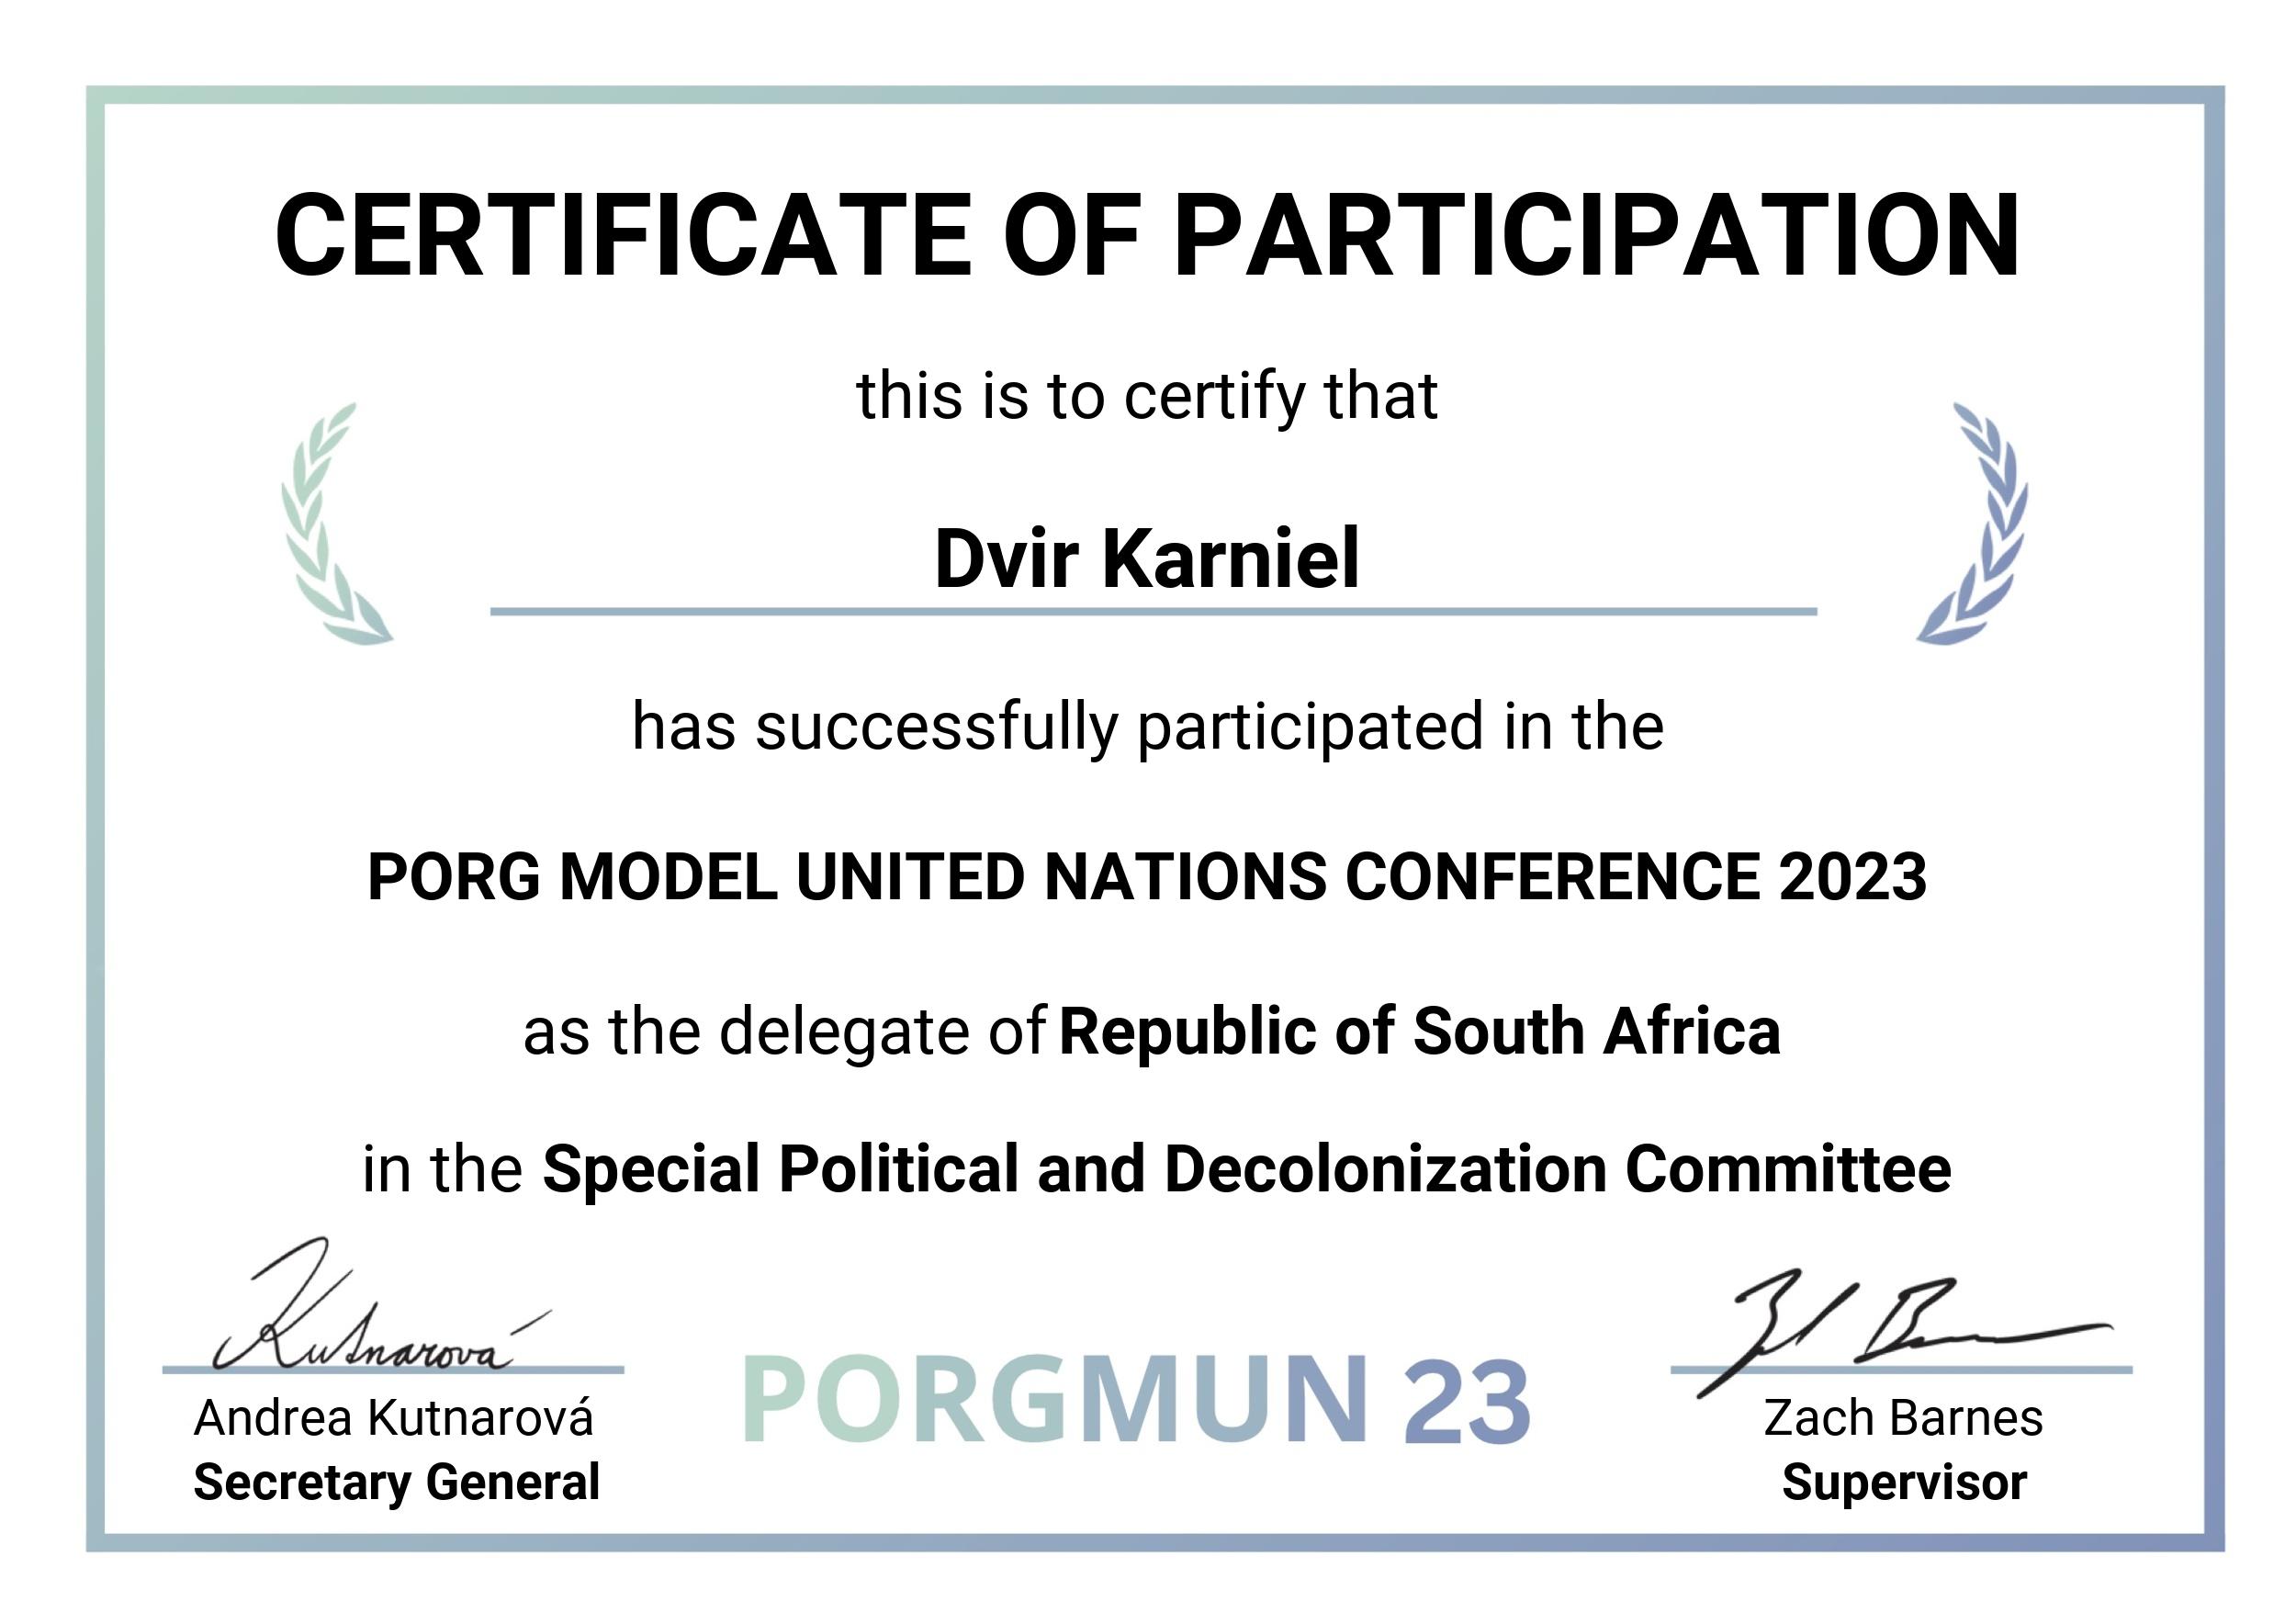 CERTIFICATE OF PARTICIPATION
this is to certify that
Dvir Karniel
has successfully participated in the
PORG MODEL UNITED NATIONS CONFERENCE 2023
as the delegate of Republic of South Africa
in the Special Political and Decolonization Committee
Kutnarová
Andrea Kutnarová
Secretary General
PORGMUN 23
Zach Barnes
Supervisor